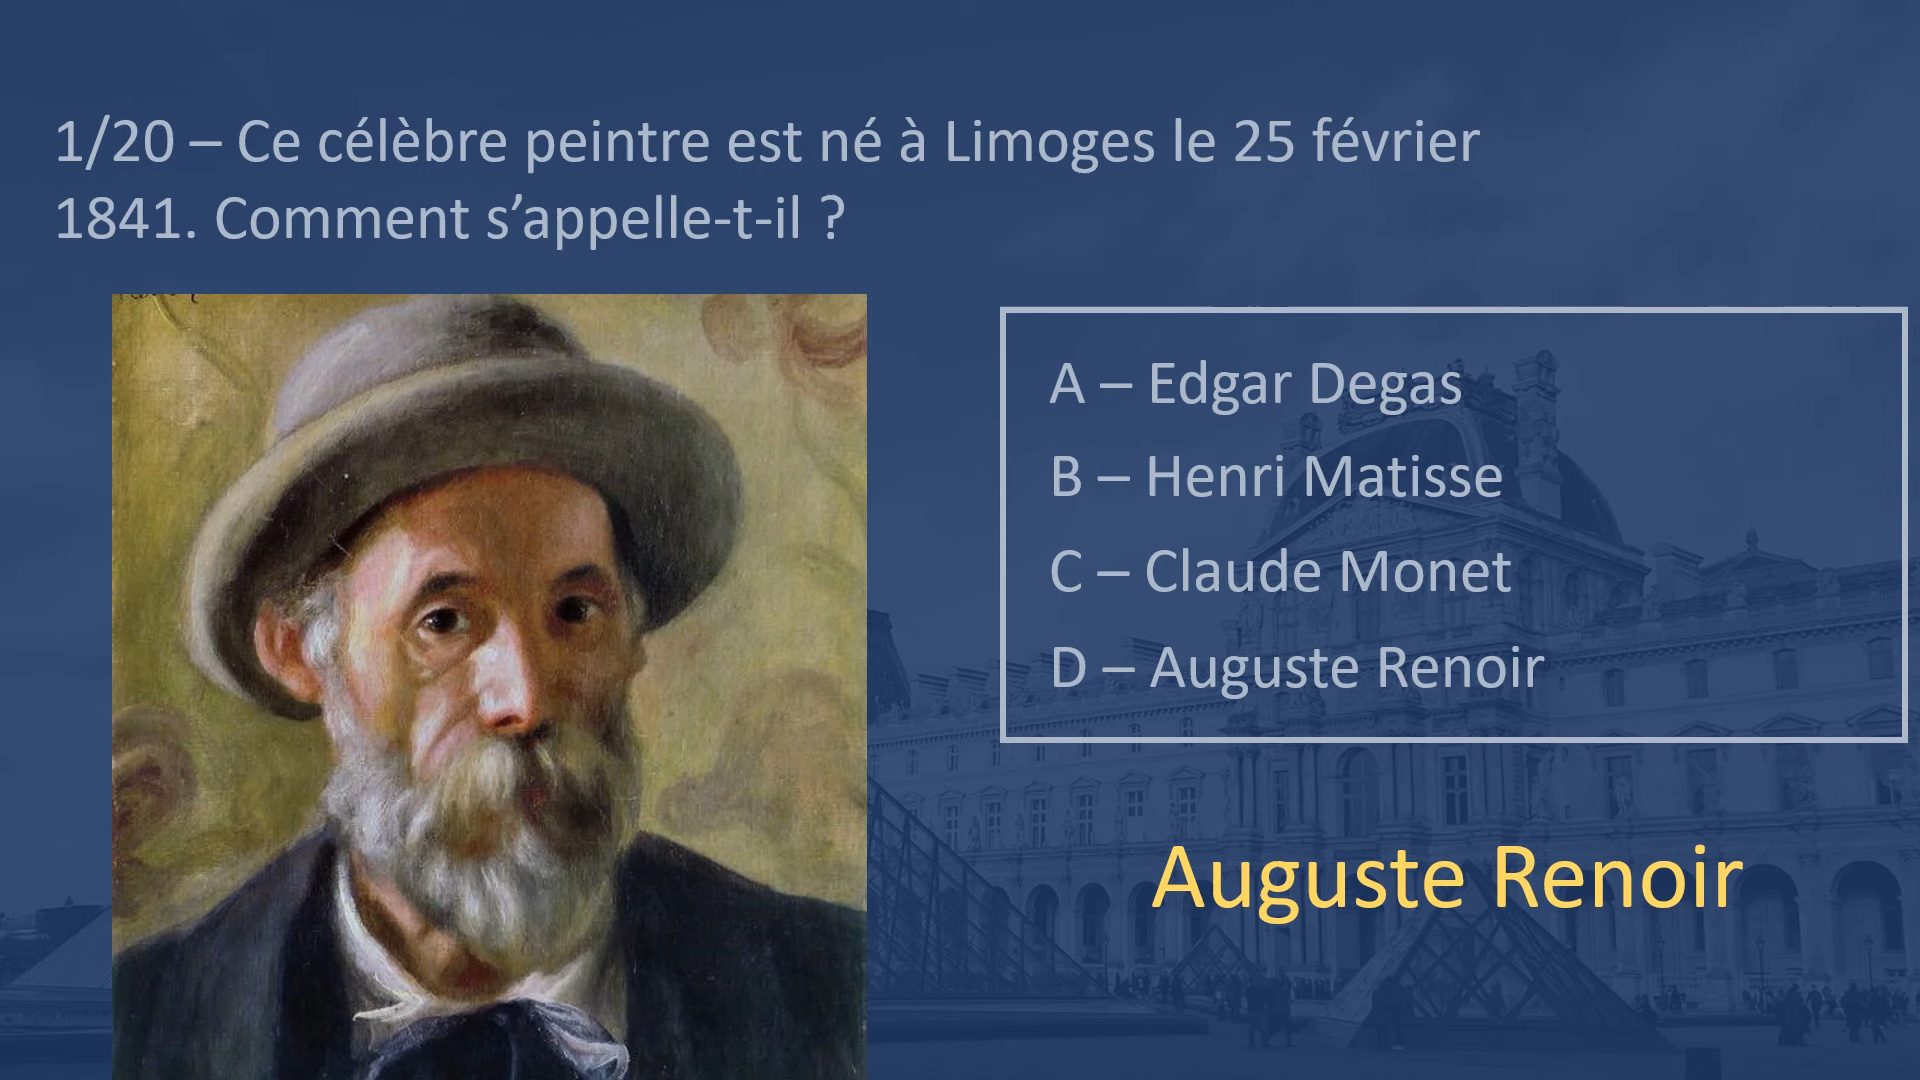 1/20 – Ce célèbre peintre est né à Limoges le 25 février
1841. Comment s’appelle-t-il ?
A – Edgar Degas
B – Henri Matisse
C – Claude Monet
D – Auguste Renoir
Auguste Renoir